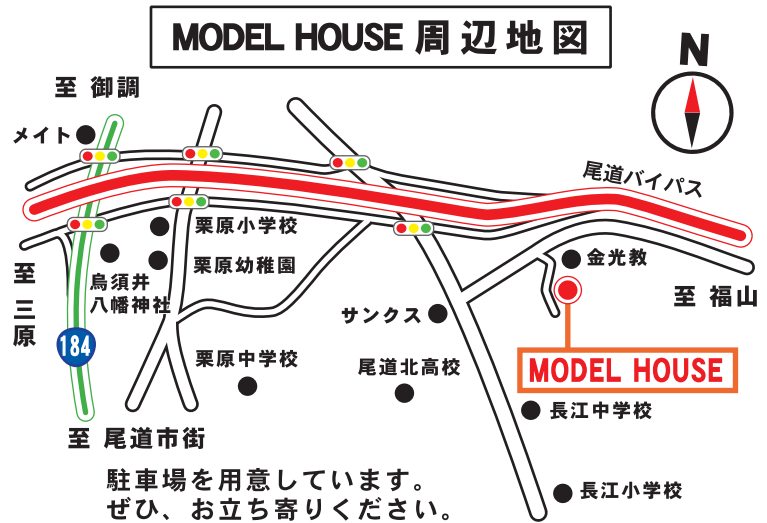 MODEL HOUSE 周辺地図
N
至 御調
メイト
尾道バイパス
栗原小学校
金光教
栗原幼稚園
至 三原
烏須井
八幡神社
至 福山
サンクス
184
栗原中学校
尾道北高校
MODEL HOUSE
長江中学校
至 尾道市街
駐車場を用意しています。
長江小学校
ぜひ、お立ち寄りください。